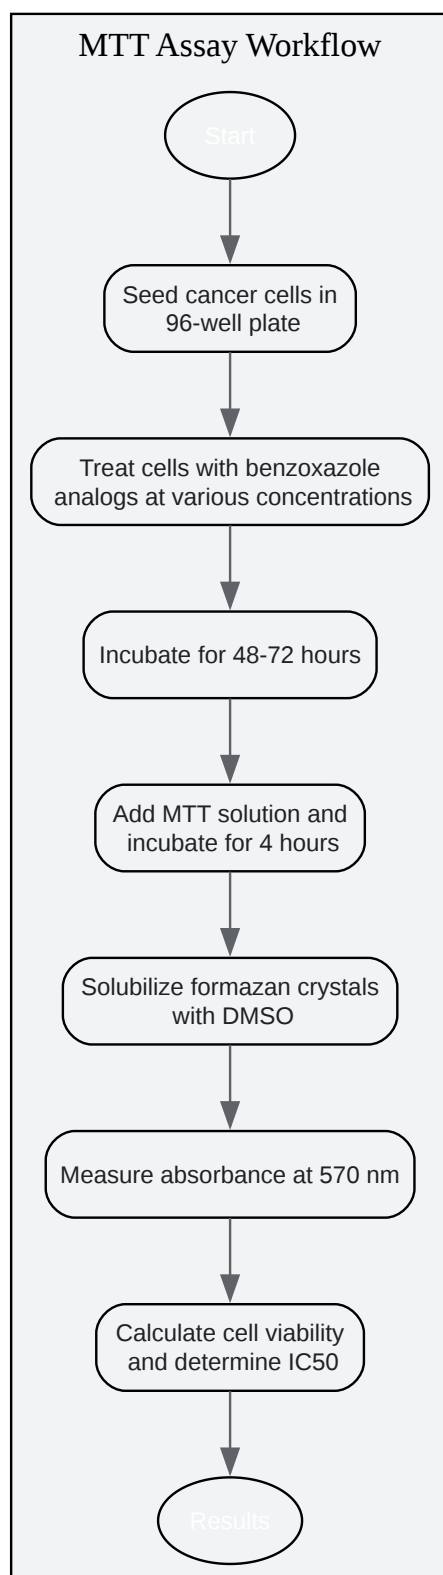 MTT Assay Workflow
Start
Seed cancer cells in
96-well plate
Treat cells with benzoxazole
analogs at various concentrations
Incubate for 48-72 hours
Add MTT solution and
incubate for 4 hours
Solubilize formazan crystals
with DMSO
Measure absorbance at 570 nm
Calculate cell viability
and determine IC50
Results